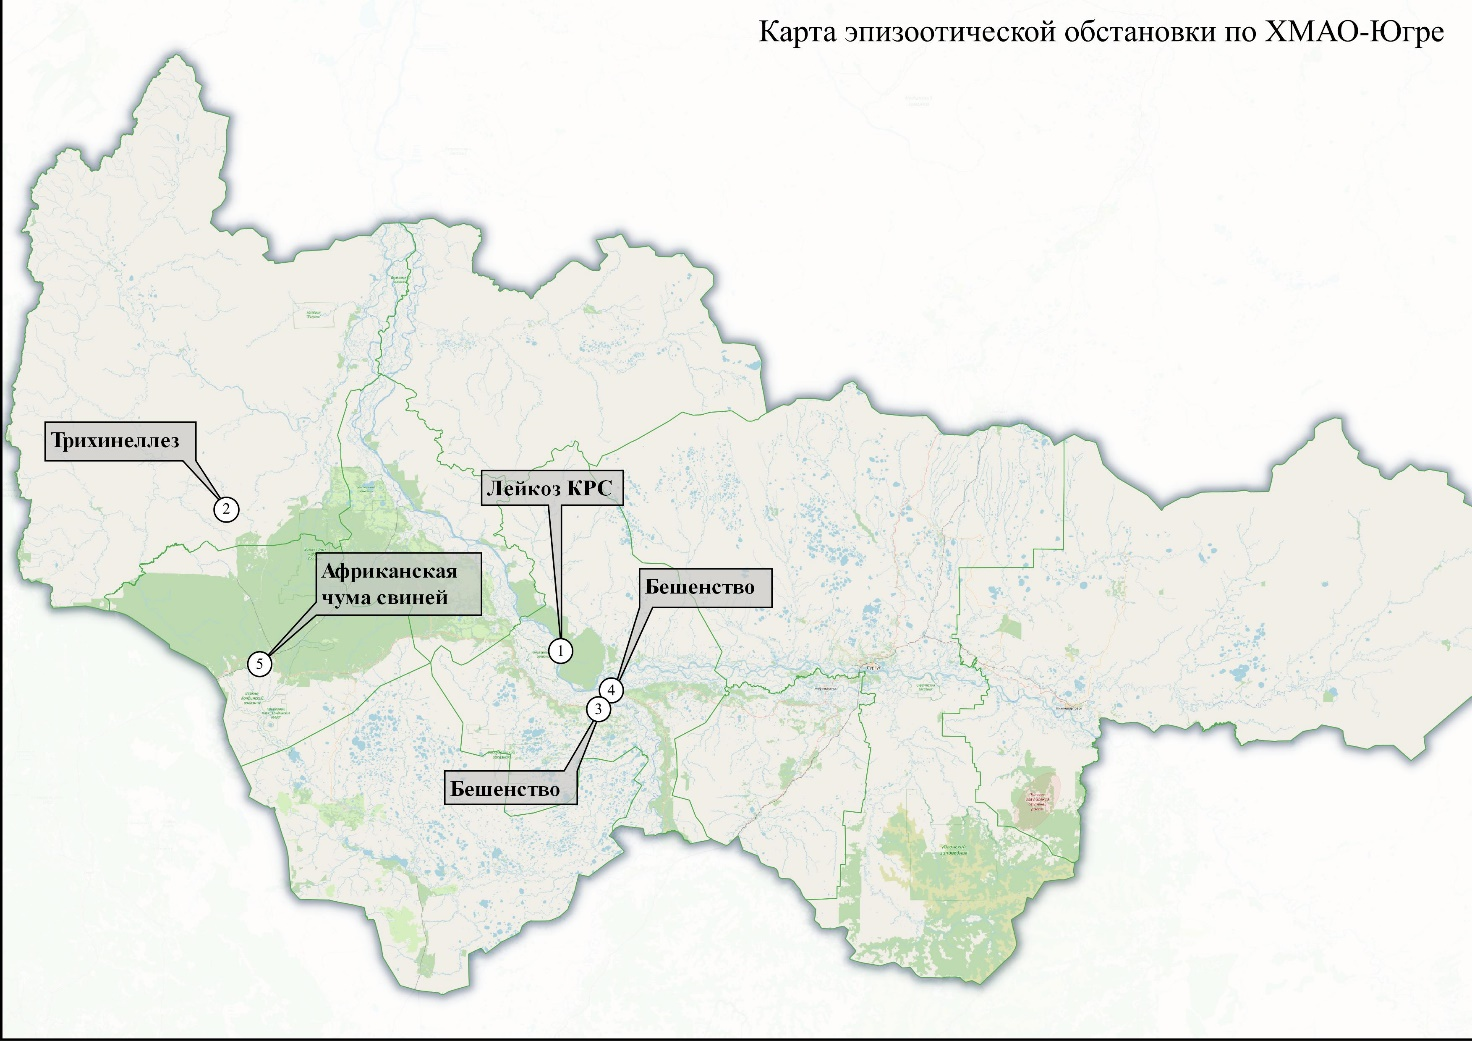 Карта эпизоотической обстановки по ХМАО-Югре
Трихинеллез
2
Лейкоз КРС
Африканская
чума свиней
Бешенство
1
5
4
3
Бешенство